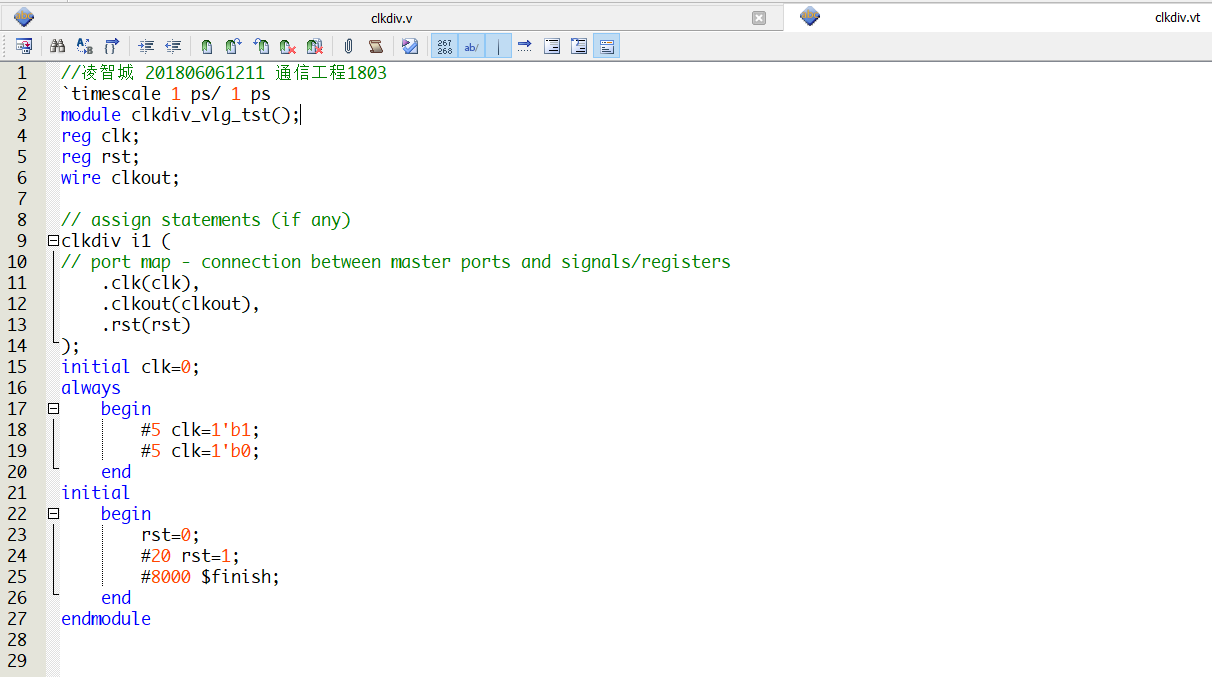 clkdiv.v
clkdiv.vt
267
268
ab/
1 //凌智城 201806061211 通信工程1803
2 `timescale 1 ps/ 1 ps
3 module clkdiv_vlg_tst();
4 reg clk;
5 reg rst;
6 wire clkout;
7
8 // assign statements (if any)
9 clkdiv i1 (
10 // port map - connection between master ports and signals/registers
11     .clk(clk),
12     .clkout(clkout),
13     .rst(rst)
14 );
15 initial clk=0;
16 always
17     begin
18         #5 clk=1'b1;
19         #5 clk=1'b0;
20     end
21 initial
22     begin
23         rst=0;
24         #20 rst=1;
25         #8000 $finish;
26     end
27 endmodule
28
29